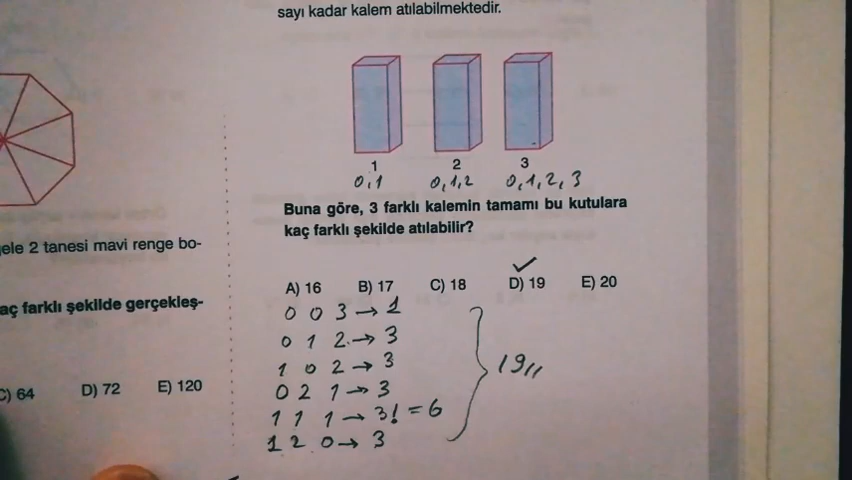 sayı kadar kalem atılabilmektedir.
1 2 3
0,1 0,1,2 0,1,2,3
Buna göre, 3 farklı kalemin tamamı bu kutulara
kaç farklı şekilde atılabilir?
A) 16 B) 17 C) 18 D) 19 E) 20
0 0 3 → 1
0 1 2 → 3
1 0 2 → 3
0 2 1 → 3
1 1 1 → 3! = 6
1 2 0 → 3
19
ele 2 tanesi mavi renge bo-
aç farklı şekilde gerçekleş-
C) 64 D) 72 E) 120